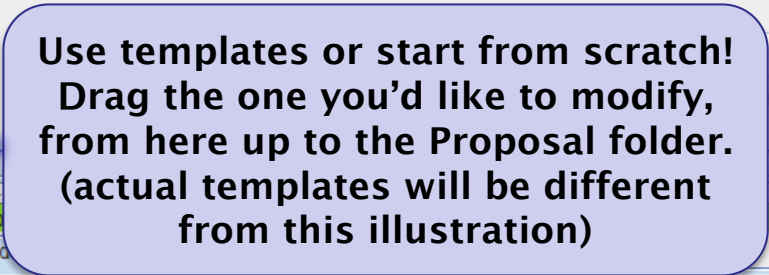 Use templates or start from scratch!
Drag the one you’d like to modify,
from here up to the Proposal folder.
(actual templates will be different
from this illustration)